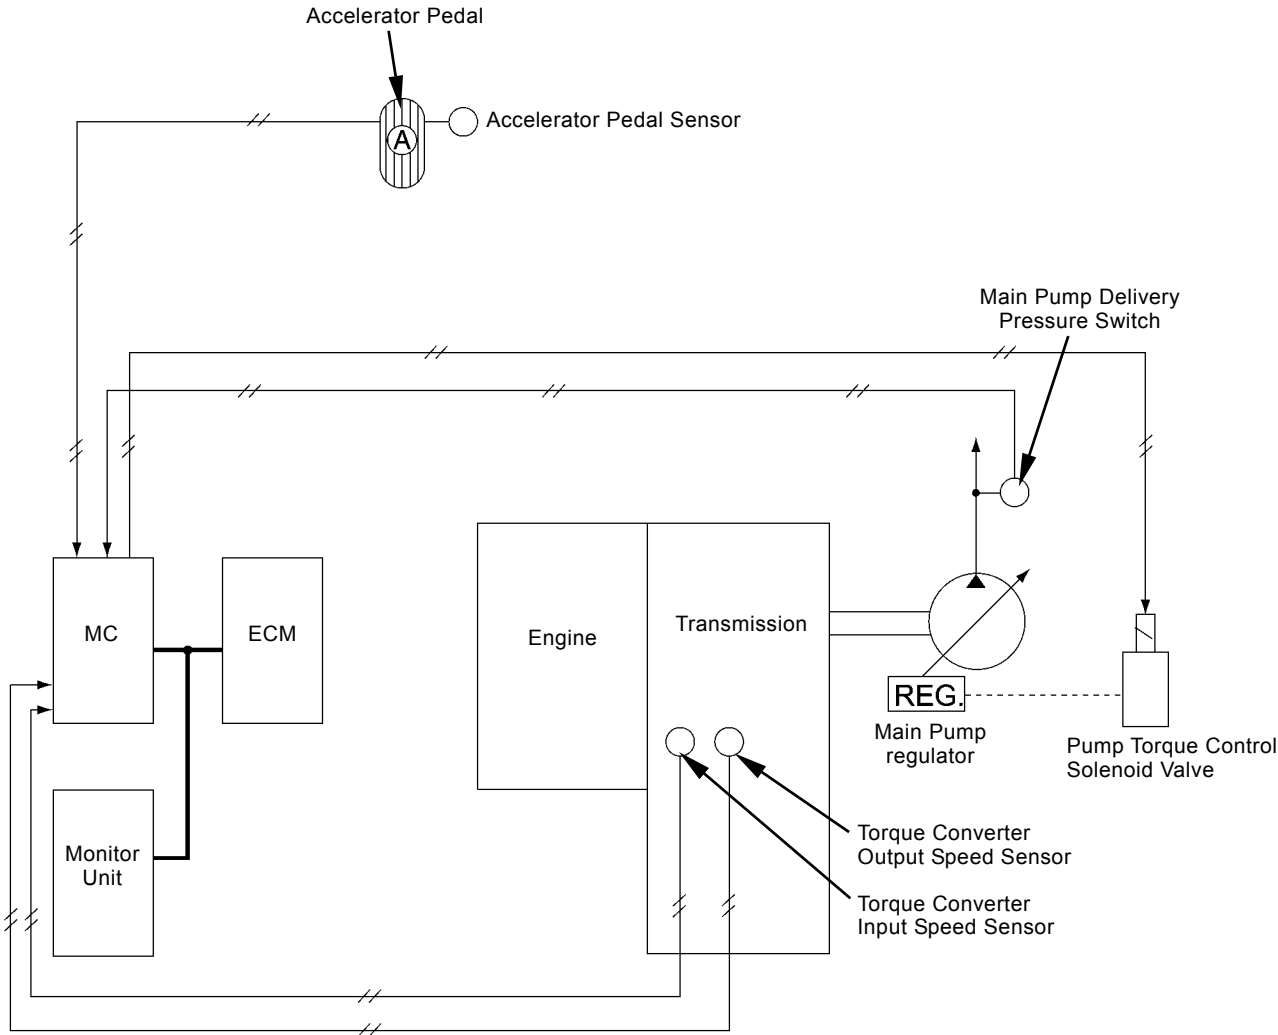 Accelerator Pedal
A
Accelerator Pedal Sensor
Main Pump Delivery
Pressure Switch
MC
ECM
Engine
Transmission
REG.
Main Pump
regulator
Pump Torque Control
Solenoid Valve
Monitor
Unit
Torque Converter
Output Speed Sensor
Torque Converter
Input Speed Sensor